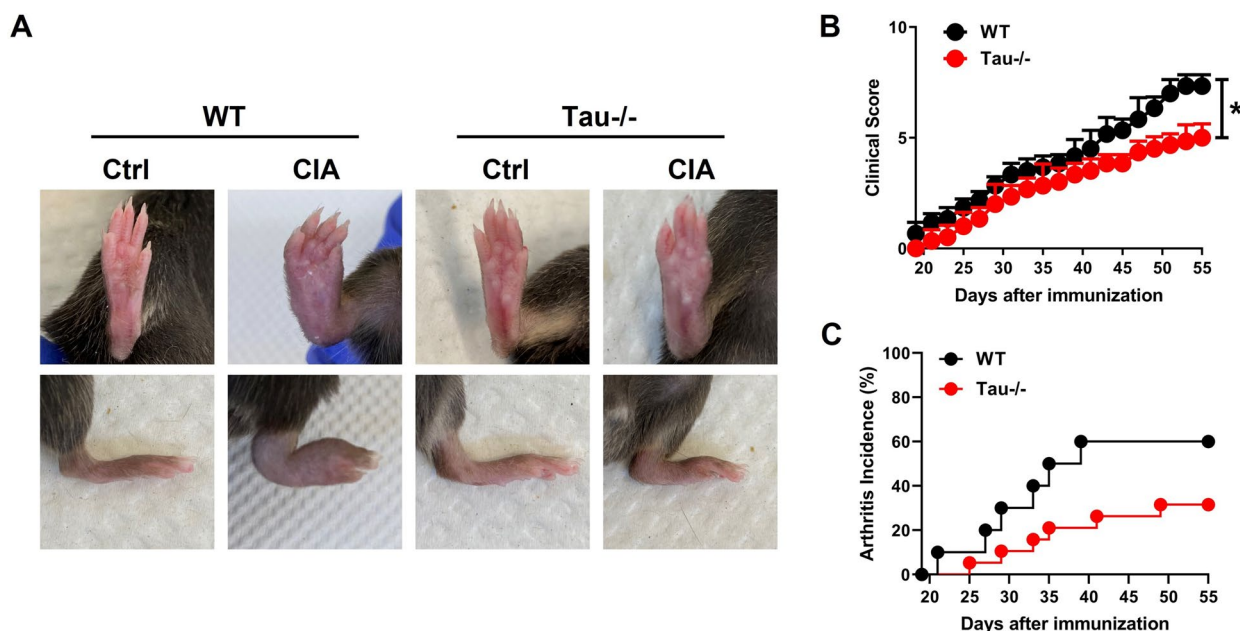 A
WT
Tau-/-
Ctrl
CIA
Ctrl
CIA
B
WT
Tau-/-
10
5
0
Clinical Score
*
20 25 30 35 40 45 50 55
Days after immunization
C
WT
Tau-/-
100
80
60
40
20
0
Arthritis Incidence (%)
20 25 30 35 40 45 50 55
Days after immunization